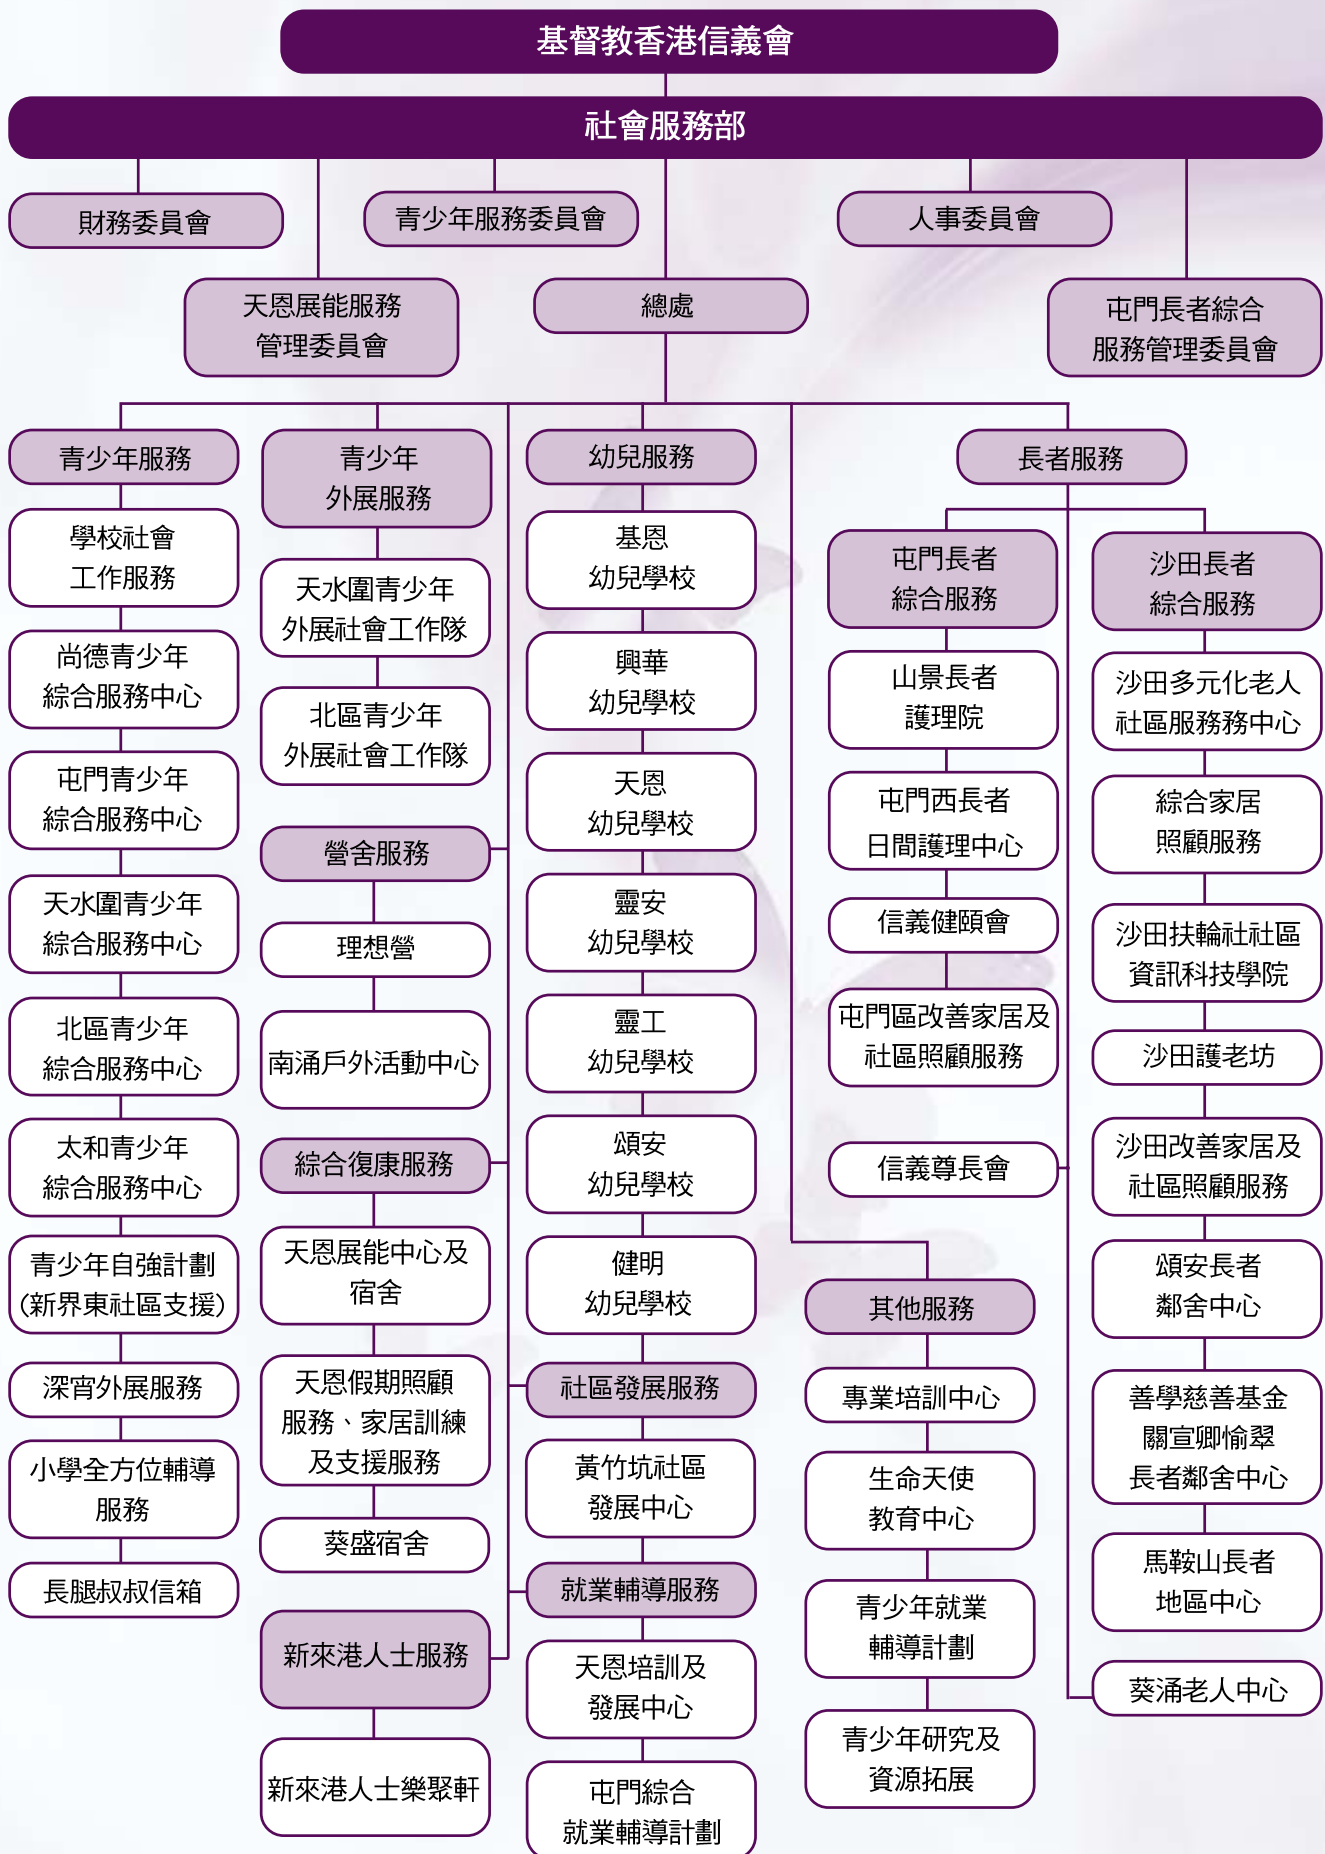 基督教香港信義會
社會服務部
財務委員會
青少年服務委員會
人事委員會
天恩展能服務
管理委員會
總處
屯門長者綜合
服務管理委員會
青少年服務
學校社會
工作服務
尚德青少年
綜合服務中心
屯門青少年
綜合服務中心
天水圍青少年
綜合服務中心
北區青少年
綜合服務中心
太和青少年
綜合服務中心
青少年自強計劃
(新界東社區支援)
深宵外展服務
小學全方位輔導
服務
長腿叔叔信箱
青少年
外展服務
天水圍青少年
外展社會工作隊
北區青少年
外展社會工作隊
營舍服務
理想營
南涌戶外活動中心
綜合復康服務
天恩展能中心及
宿舍
天恩假期照顧
服務、家居訓練
及支援服務
葵盛宿舍
新來港人士服務
新來港人士樂聚軒
幼兒服務
基恩
幼兒學校
興華
幼兒學校
天恩
幼兒學校
靈安
幼兒學校
靈工
幼兒學校
頌安
幼兒學校
健明
幼兒學校
社區發展服務
黃竹坑社區
發展中心
就業輔導服務
天恩培訓及
發展中心
屯門綜合
就業輔導計劃
長者服務
屯門長者
綜合服務
山景長者
護理院
屯門西長者
日間護理中心
信義健頤會
屯門區改善家居及
社區照顧服務
信義尊長會
沙田長者
綜合服務
沙田多元化老人
社區服務務中心
綜合家居
照顧服務
沙田扶輪社社區
資訊科技學院
沙田護老坊
沙田改善家居及
社區照顧服務
頌安長者
鄰舍中心
善學慈善基金
關宣卿愉翠
長者鄰舍中心
馬鞍山長者
地區中心
葵涌老人中心
其他服務
專業培訓中心
生命天使
教育中心
青少年就業
輔導計劃
青少年研究及
資源拓展